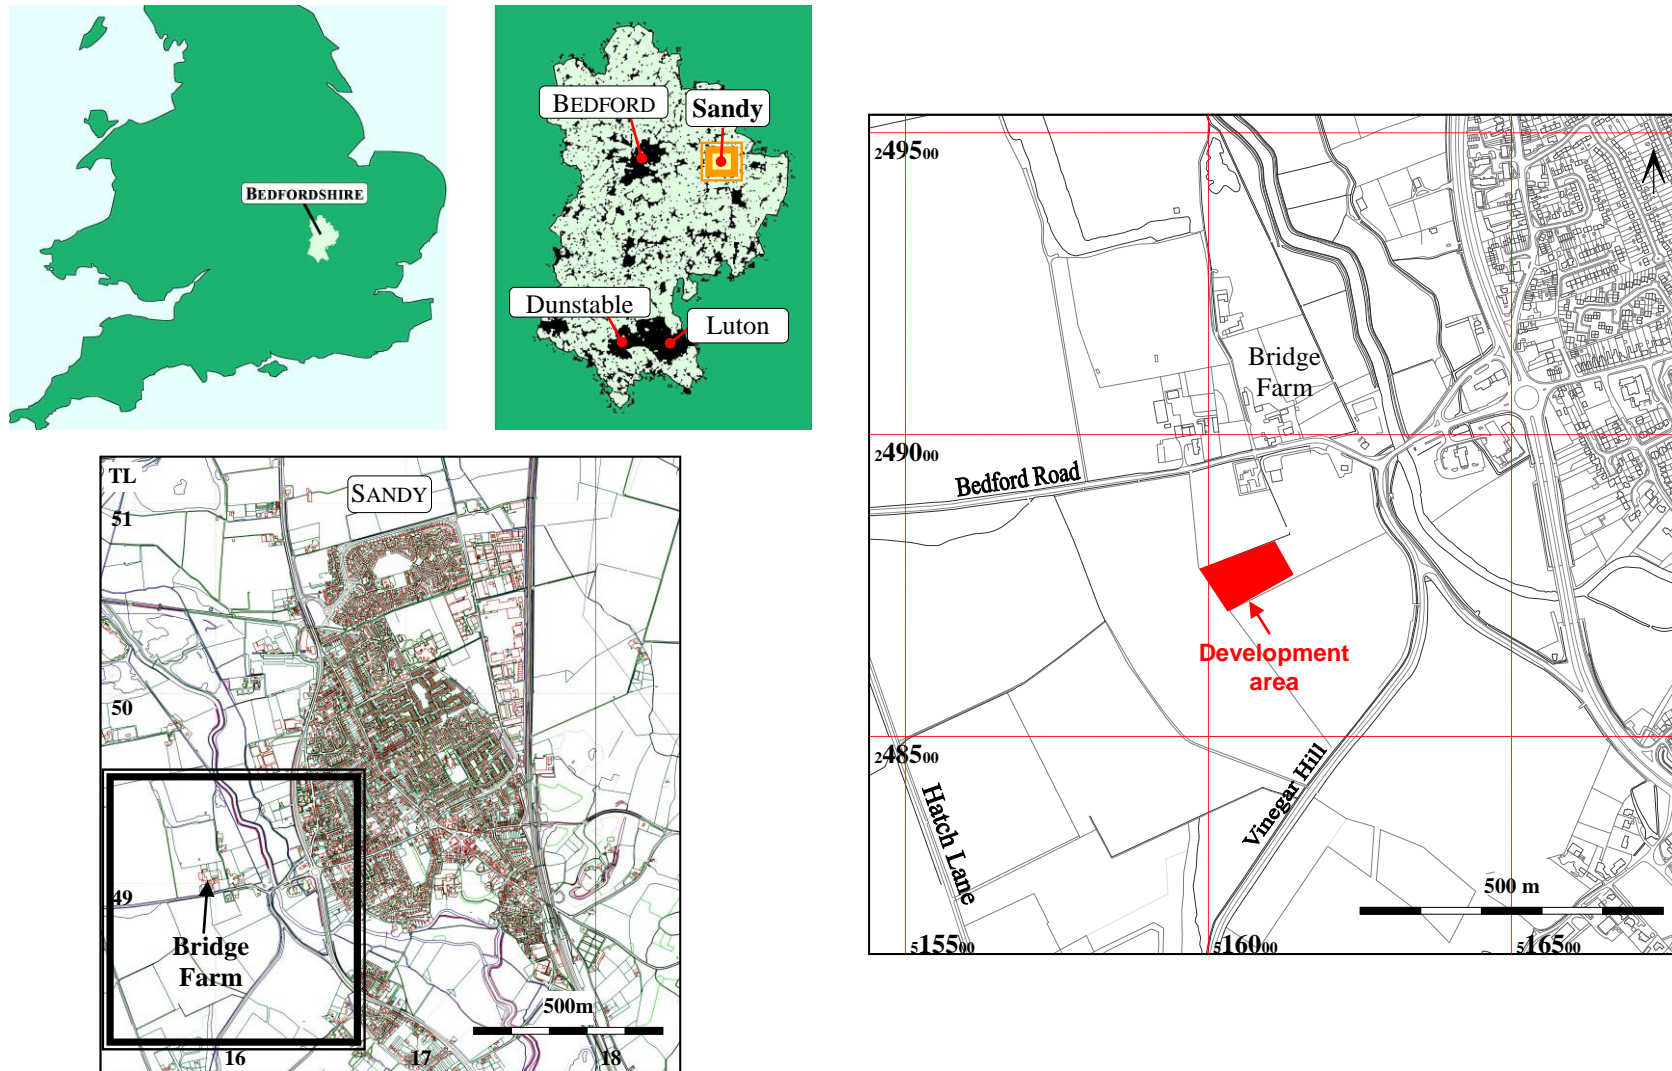 BEDFORDSHIRE
BEDFORD
Sandy
Dunstable
Luton
TL
SANDY
51
50
49
Bridge
Farm
500m
16
17
18
249500
Bridge
Farm
249000
Bedford Road
Development
area
248500
Hatch Lane
Vinegar Hill
500 m
515500
516000
516500